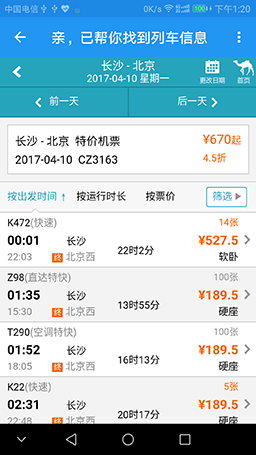 中国电信 0K/s 下午1:20
亲，已帮你找到列车信息
长沙 - 北京
2017-04-10 星期一
更改日期 首页
前一天 后一天
长沙 - 北京 特价机票 ¥670起
2017-04-10 CZ3163 4.5折
按出发时间↑ 按运行时长 按票价 筛选
K472(快速) 14张
00:01 长沙 22时2分 ¥527.5
22:03 终 北京西 软卧
Z98(直达特快) 100张
01:35 长沙 13时55分 ¥189.5
15:30 终 北京西 硬座
T290(空调特快) 100张
01:52 长沙 16时13分 ¥189.5
18:05 终 北京西 硬座
K22(快速) 5张
02:31 长沙 20时17分 ¥189.5
22:48 终 北京西 硬座